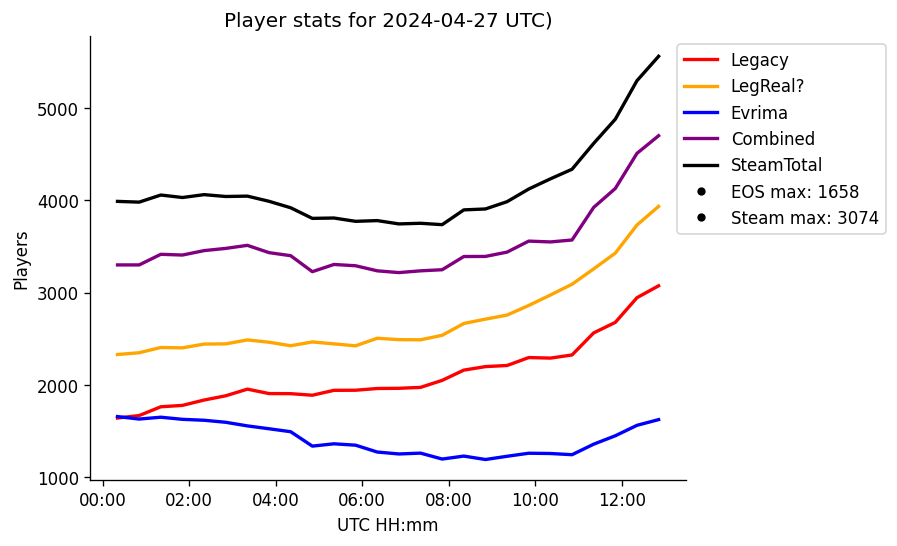 Player stats for 2024-04-27 UTC)
Legacy
LegReal?
Evrima
Combined
SteamTotal
EOS max: 1658
Steam max: 3074
Players
5000
4000
3000
2000
1000
00:00 02:00 04:00 06:00 08:00 10:00 12:00
UTC HH:mm